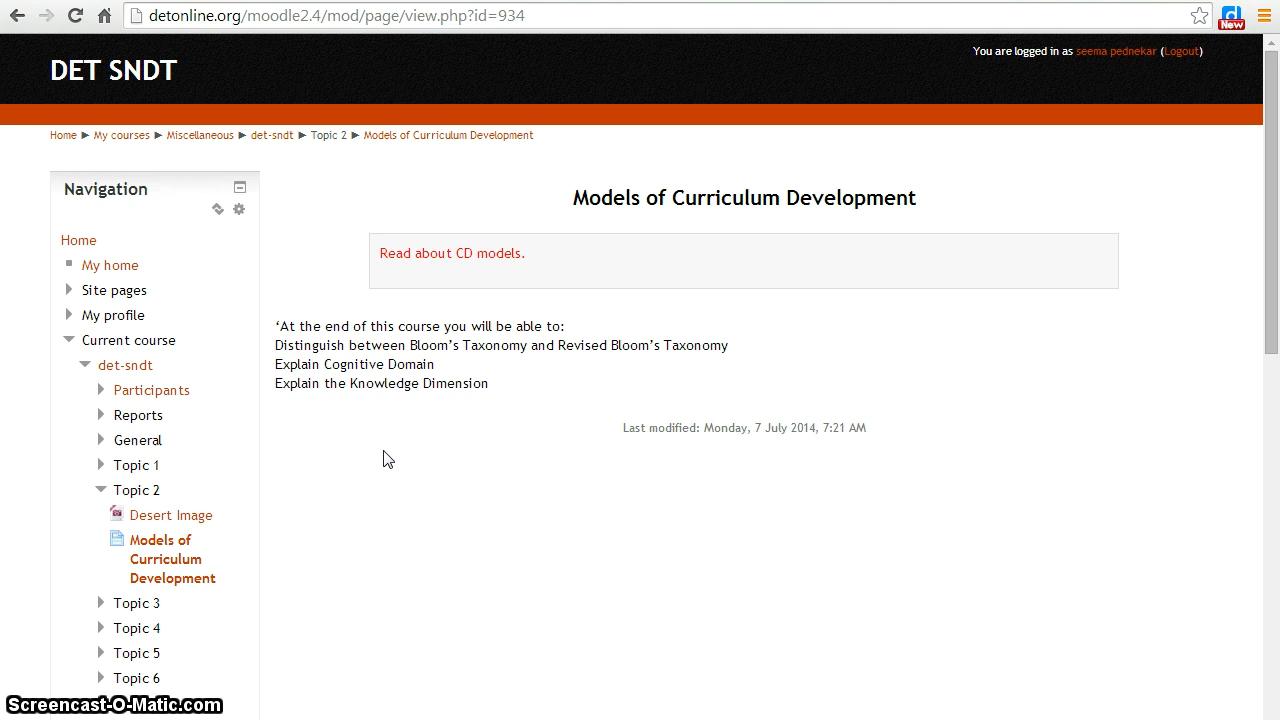 detonline.org/moodle2.4/mod/page/view.php?id=934
New
DET SNDT
You are logged in as seema pednekar (Logout)
Home ► My courses ► Miscellaneous ► det-sndt ► Topic 2 ► Models of Curriculum Development
Navigation
Home
My home
Site pages
My profile
Current course
det-sndt
Participants
Reports
General
Topic 1
Topic 2
Desert Image
Models of
Curriculum
Development
Topic 3
Topic 4
Topic 5
Topic 6
Models of Curriculum Development
Read about CD models.
‘At the end of this course you will be able to:
Distinguish between Bloom’s Taxonomy and Revised Bloom’s Taxonomy
Explain Cognitive Domain
Explain the Knowledge Dimension
Last modified: Monday, 7 July 2014, 7:21 AM
Screencast-O-Matic.com